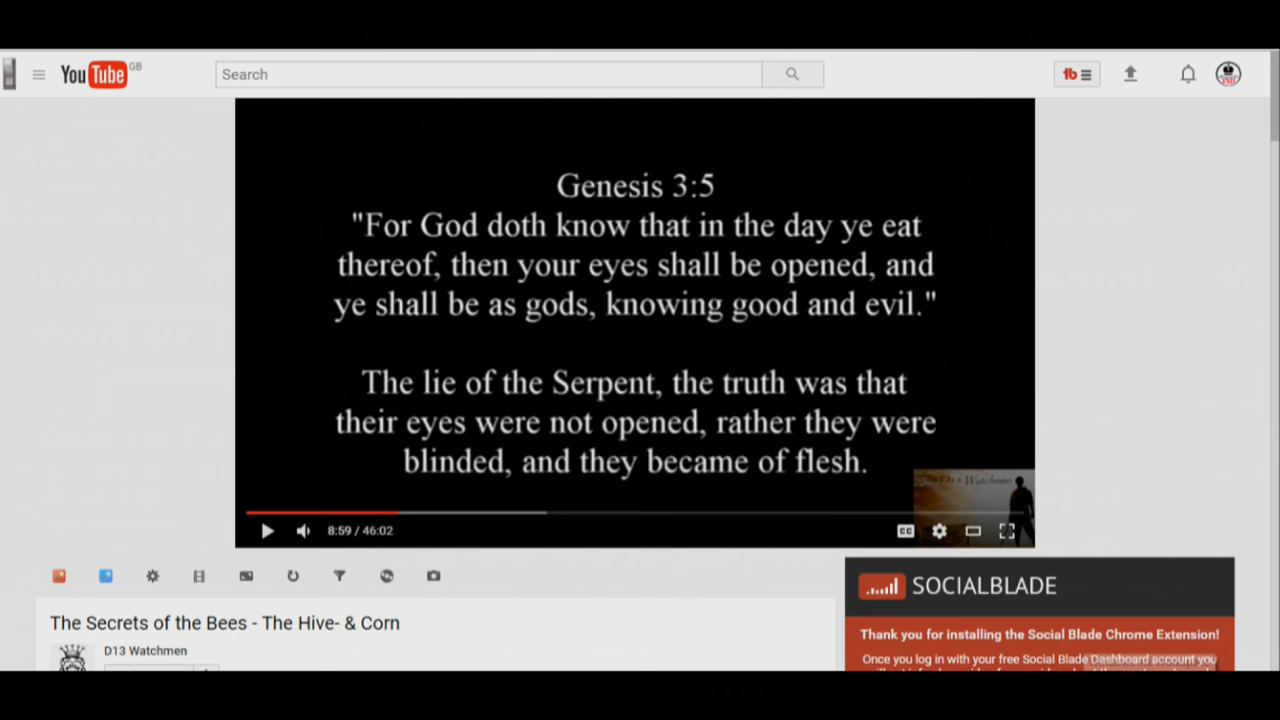 YouTube GB
Search
Genesis 3:5
"For God doth know that in the day ye eat
thereof, then your eyes shall be opened, and
ye shall be as gods, knowing good and evil."
The lie of the Serpent, the truth was that
their eyes were not opened, rather they were
blinded, and they became of flesh.
Watchmen
8:59 / 46:02
CC
SOCIALBLADE
The Secrets of the Bees - The Hive- & Corn
D13 Watchmen
Thank you for installing the Social Blade Chrome Extension!
Once you log in with your free Social Blade Dashboard account you